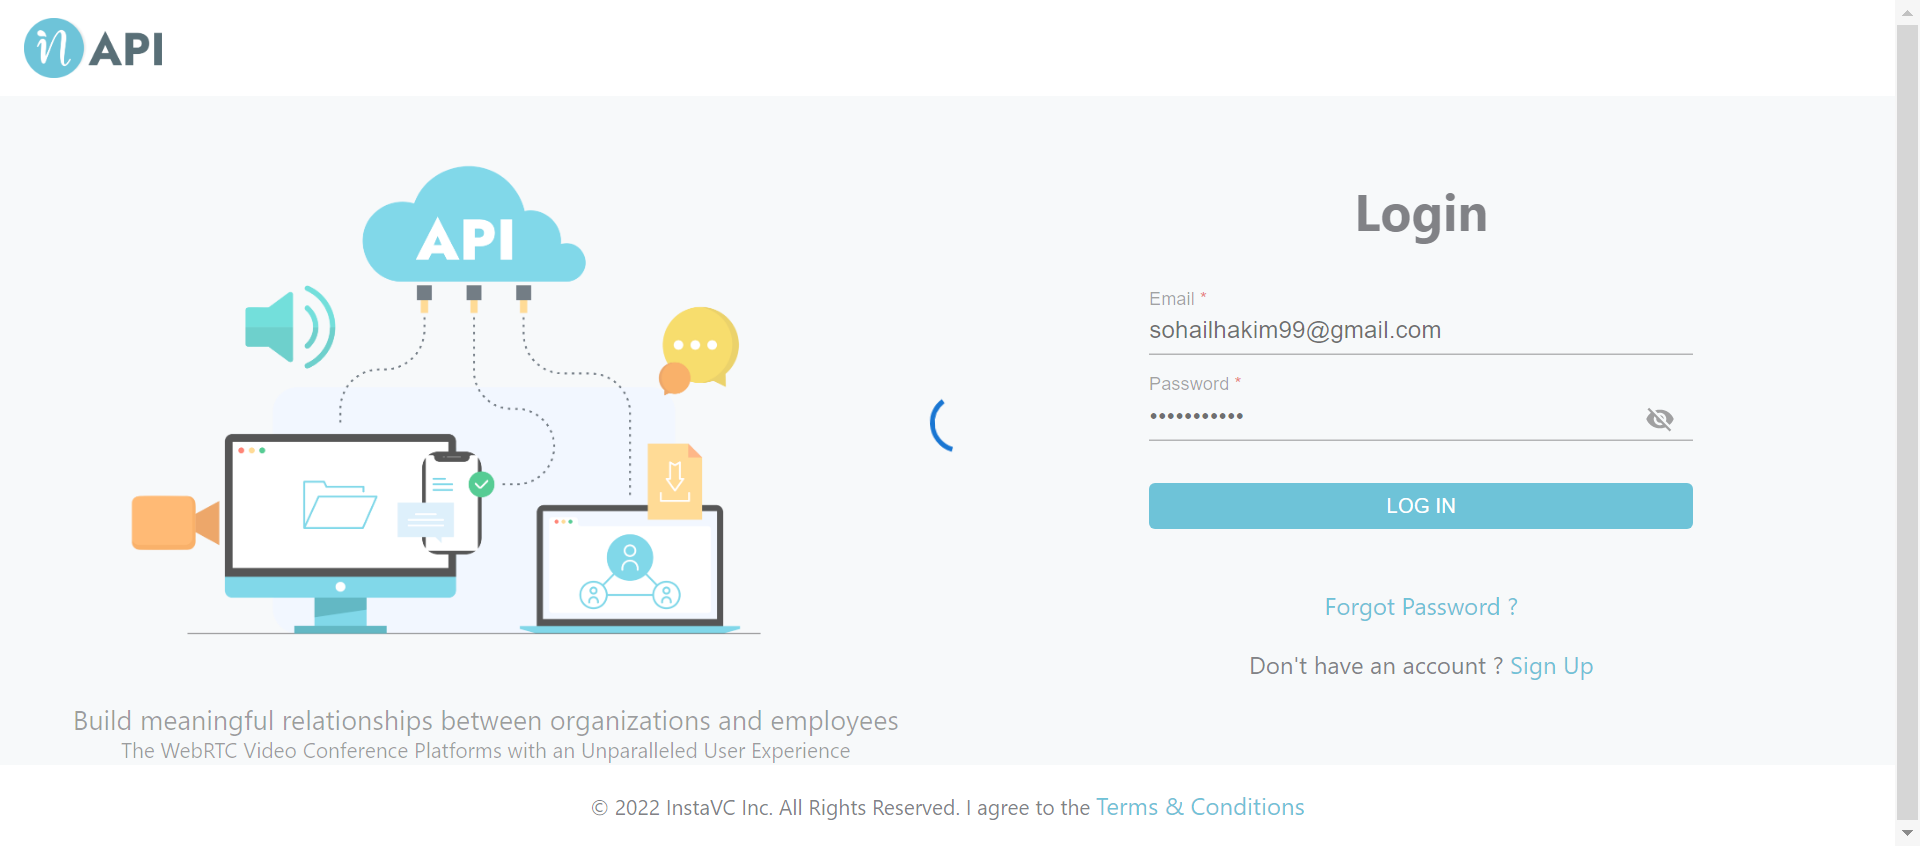 in API
API
Login
Email *
sohailhakim99@gmail.com
Password *
•••••••••••
LOG IN
Forgot Password ?
Don't have an account ? Sign Up
Build meaningful relationships between organizations and employees
The WebRTC Video Conference Platforms with an Unparalleled User Experience
© 2022 InstaVC Inc. All Rights Reserved. I agree to the Terms & Conditions